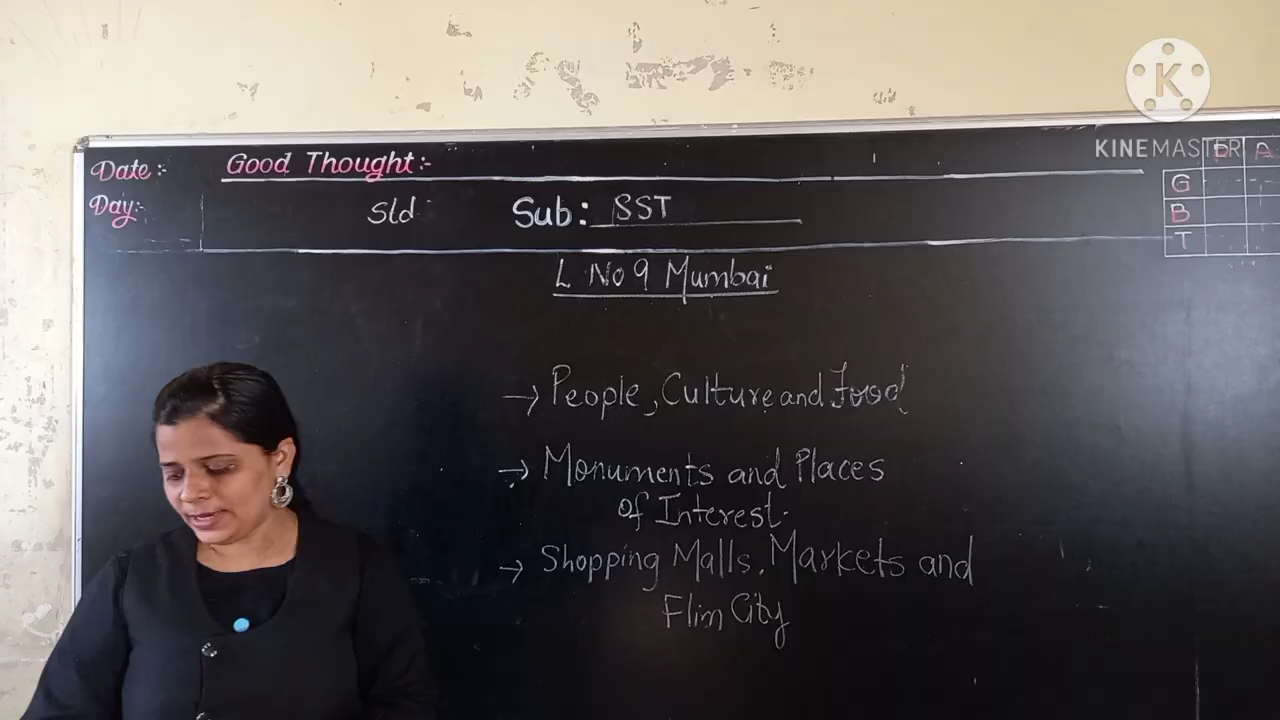 K
KINEMASTER
Date:- Good Thought:-
Day:- Std Sub: SST
P A
G
B
T
L No 9 Mumbai
→ People, Culture and Food
→ Monuments and Places
of Interest.
→ Shopping Malls, Markets and
Flim City